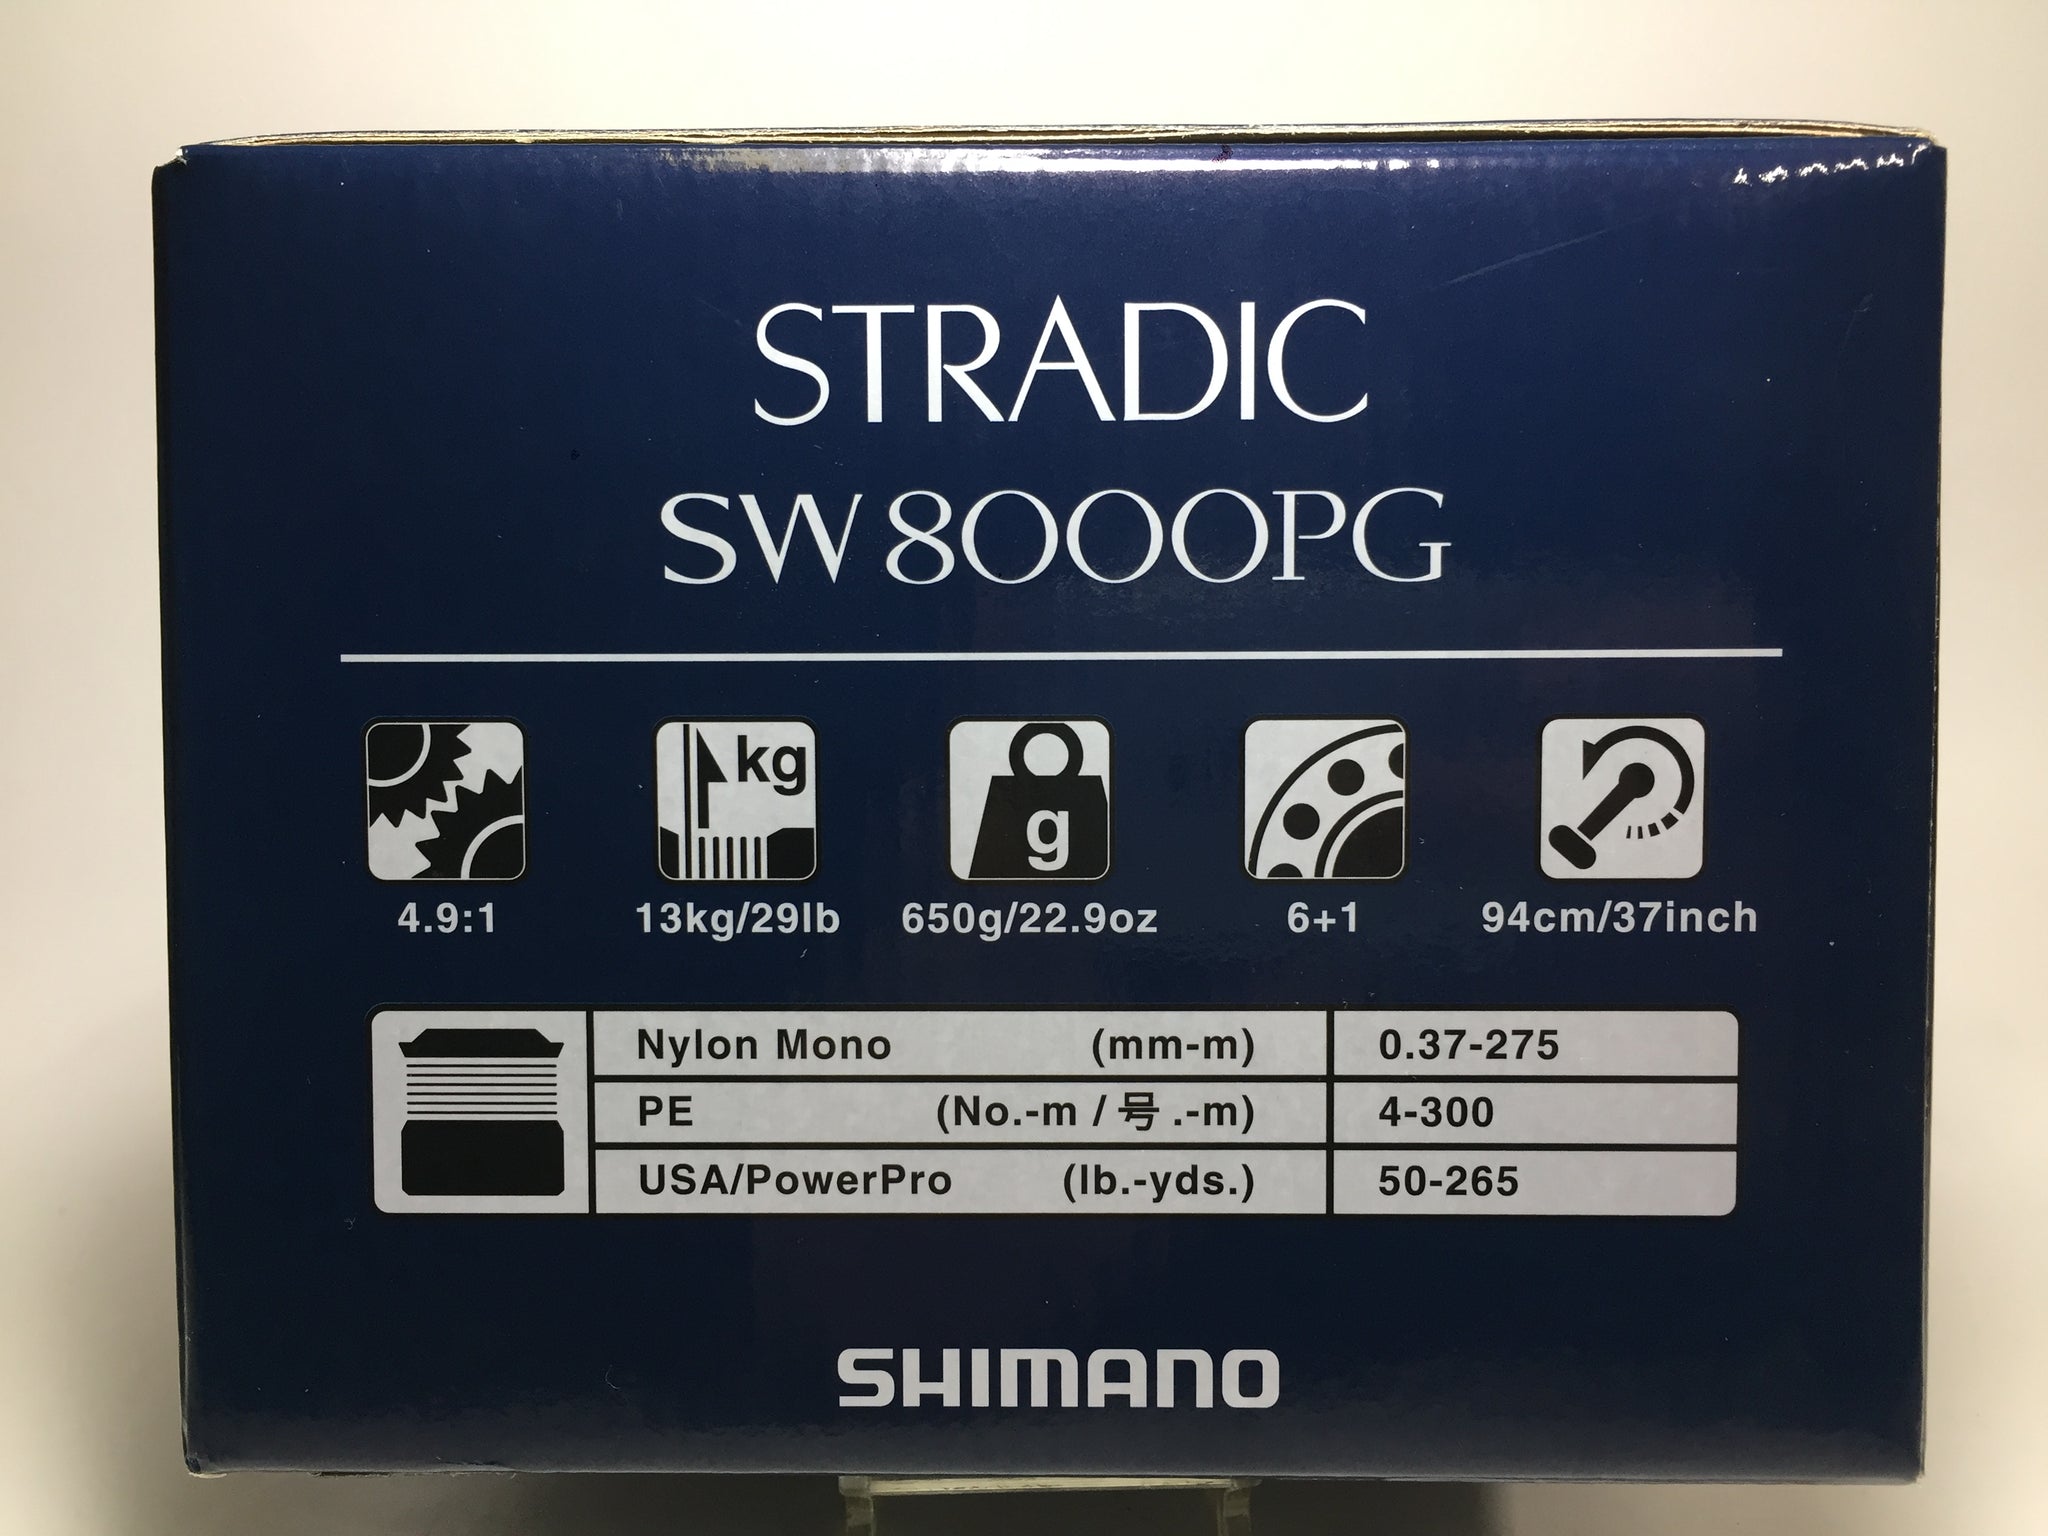 STRADIC
SW 8000PG
kg
g
4.9:1 13kg/29lb 650g/22.9oz 6+1 94cm/37inch
Nylon Mono (mm-m) 0.37-275
PE (No.-m / 号 .-m) 4-300
USA/PowerPro (lb.-yds.) 50-265
SHIMANO